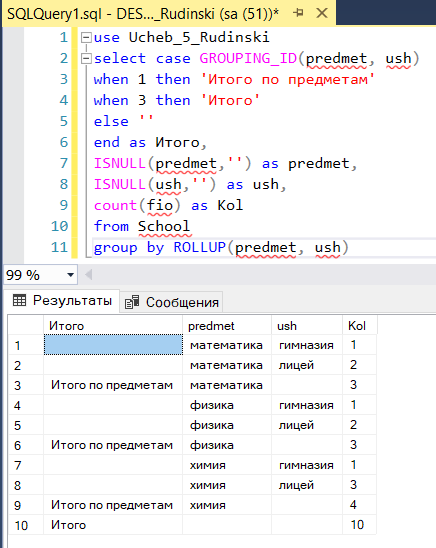 SQLQuery1.sql - DES..._Rudinski (sa (51))*
1 use Ucheb_5_Rudinski
2 select case GROUPING_ID(predmet, ush)
3 when 1 then 'Итого по предметам'
4 when 3 then 'Итого'
5 else ''
6 end as Итого,
7 ISNULL(predmet,'') as predmet,
8 ISNULL(ush,'') as ush,
9 count(fio) as Kol
10 from School
11 group by ROLLUP(predmet, ush)
99 %
Результаты Сообщения
Итого predmet ush Kol
1 математика гимназия 1
2 математика лицей 2
3 Итого по предметам математика 3
4 физика гимназия 1
5 физика лицей 2
6 Итого по предметам физика 3
7 химия гимназия 1
8 химия лицей 3
9 Итого по предметам химия 4
10 Итого 10